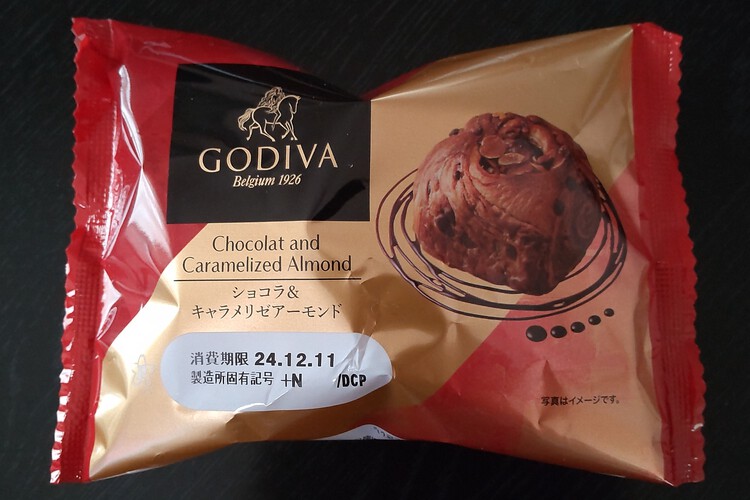 GODIVA
Belgium 1926
Chocolat and
Caramelized Almond
ショコラ&
キャラメリゼアーモンド
消費期限 24.12.11
製造所固有記号 +N /DCP
写真はイメージです。